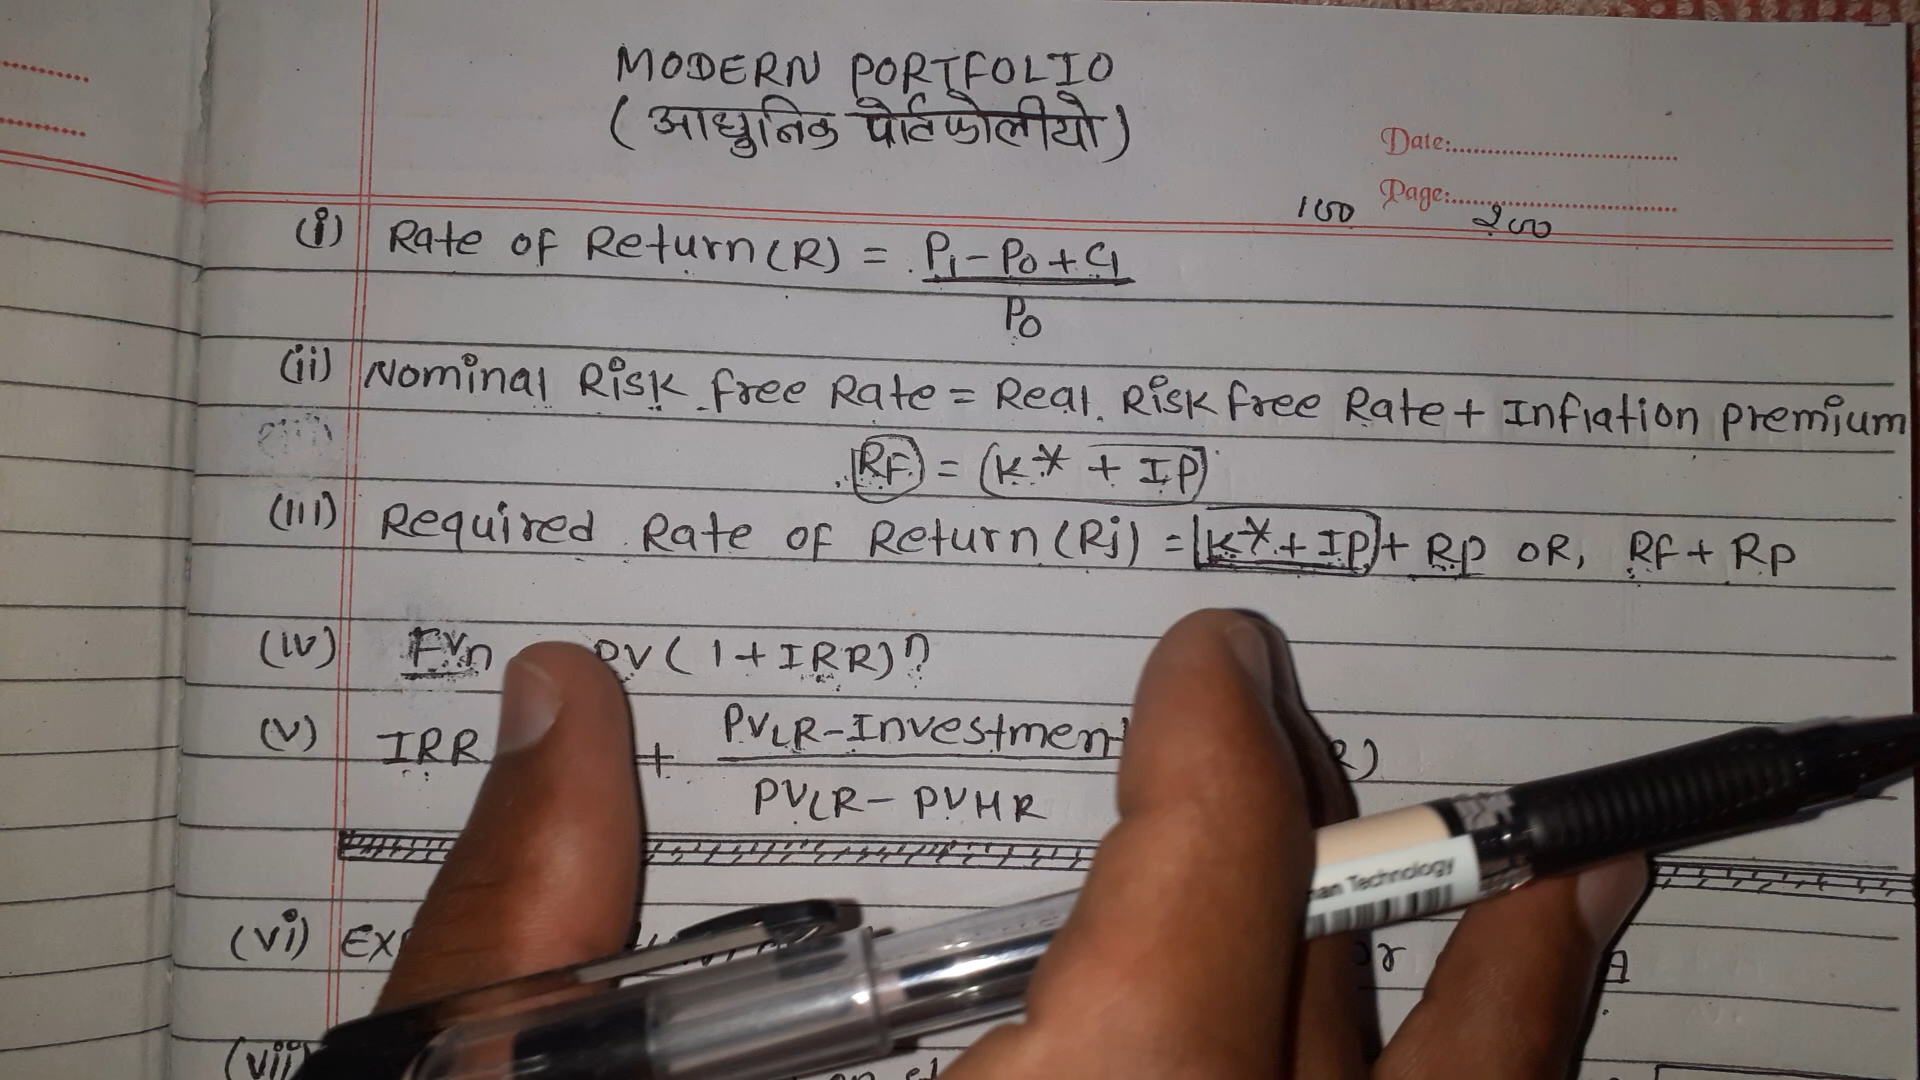 MODERN PORTFOLIO
(आधुनिक पोर्टफोलीयो)
Date:
Page:
100 200
(i) Rate of Return (R) = P1 - P0 + C1
P0
(ii) Nominal Risk free Rate = Real Risk free Rate + Inflation premium
RF = (K* + IP)
(iii) Required Rate of Return (Rj) = K* + IP + RP OR, RF + RP
(iv) FVn PV (1 + IRR)n
(v) IRR + PVLR - Investment R)
PVLR - PVHR
Technology
(vi)
(vii)